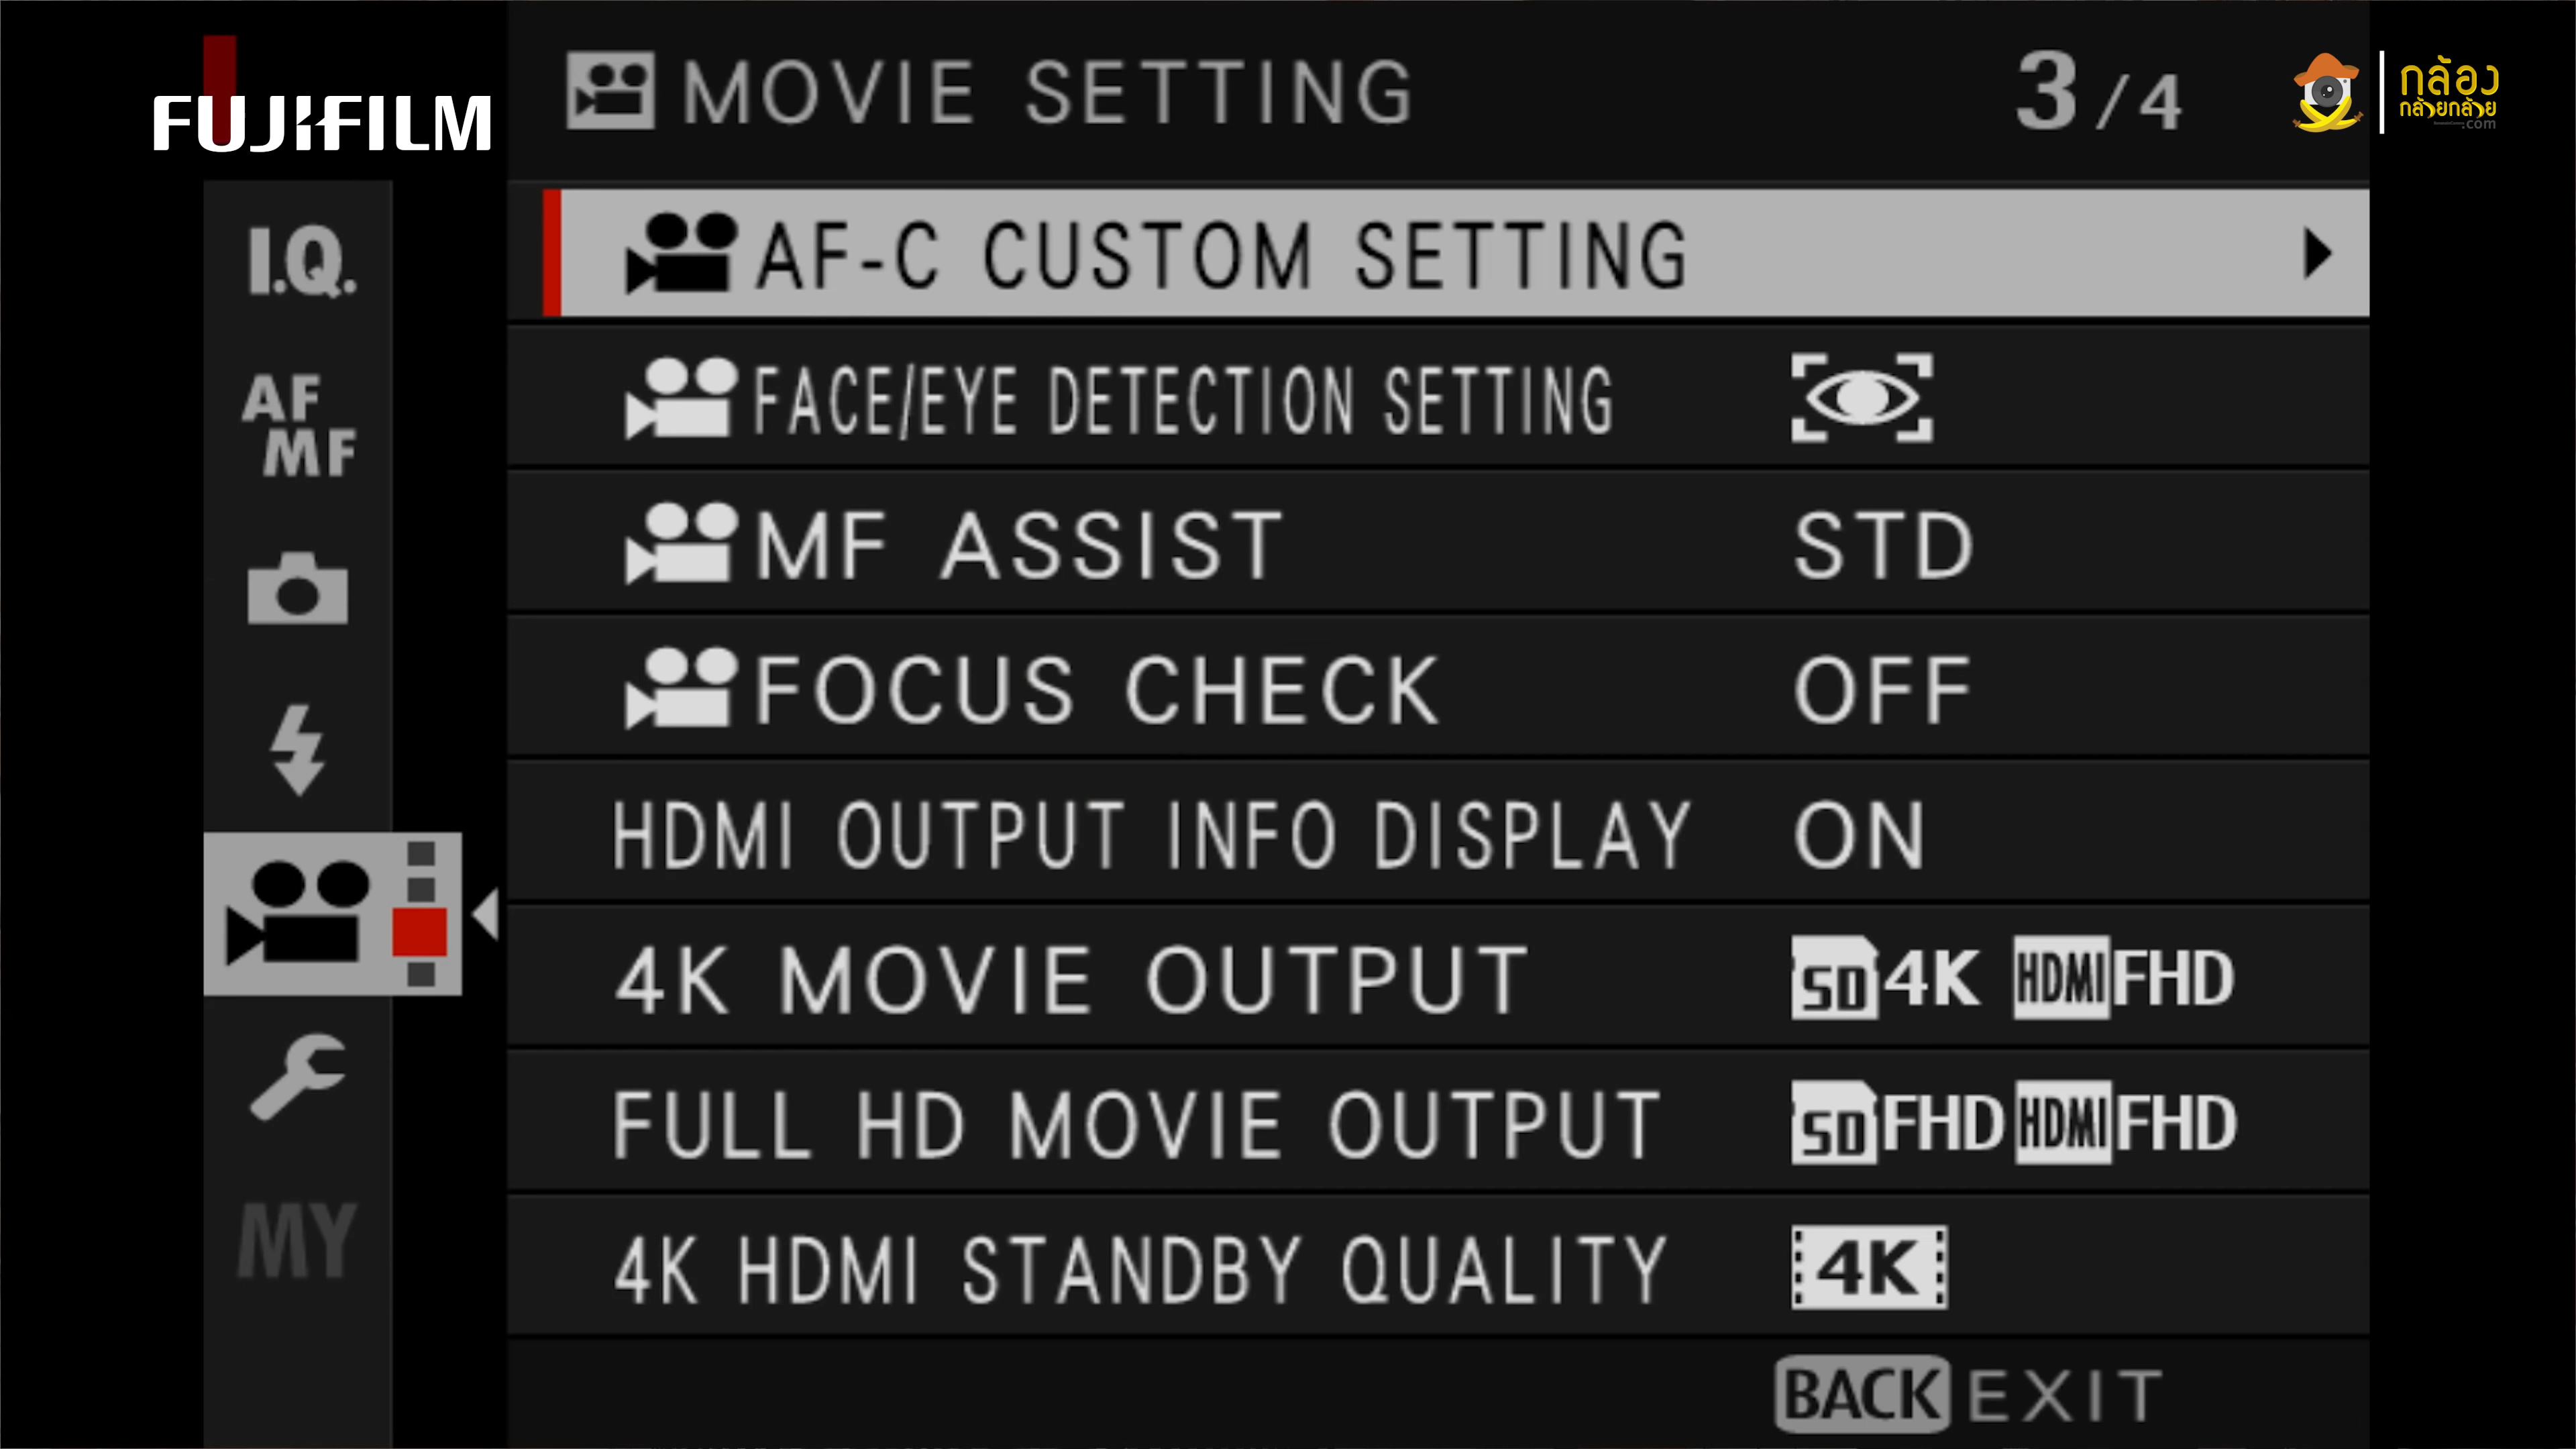 FUJIFILM
MOVIE SETTING
3/4
กล้อง
กล้วยกล้วย
.com
I.Q.
AF
MF
MY
AF-C CUSTOM SETTING
FACE/EYE DETECTION SETTING
MF ASSIST STD
FOCUS CHECK OFF
HDMI OUTPUT INFO DISPLAY ON
4K MOVIE OUTPUT SD 4K HDMI FHD
FULL HD MOVIE OUTPUT SD FHD HDMI FHD
4K HDMI STANDBY QUALITY 4K
BACK EXIT